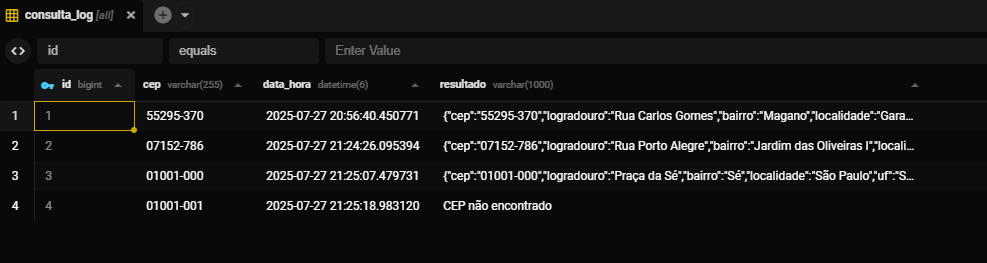 consulta_log [all]
id equals Enter Value
id bigint cep varchar(255) data_hora datetime(6) resultado varchar(1000)
1 1 55295-370 2025-07-27 20:56:40.450771 {"cep":"55295-370","logradouro":"Rua Carlos Gomes","bairro":"Magano","localidade":"Gara...
2 2 07152-786 2025-07-27 21:24:26.095394 {"cep":"07152-786","logradouro":"Rua Porto Alegre","bairro":"Jardim das Oliveiras I","locali...
3 3 01001-000 2025-07-27 21:25:07.479731 {"cep":"01001-000","logradouro":"Praça da Sé","bairro":"Sé","localidade":"São Paulo","uf":"S...
4 4 01001-001 2025-07-27 21:25:18.983120 CEP não encontrado